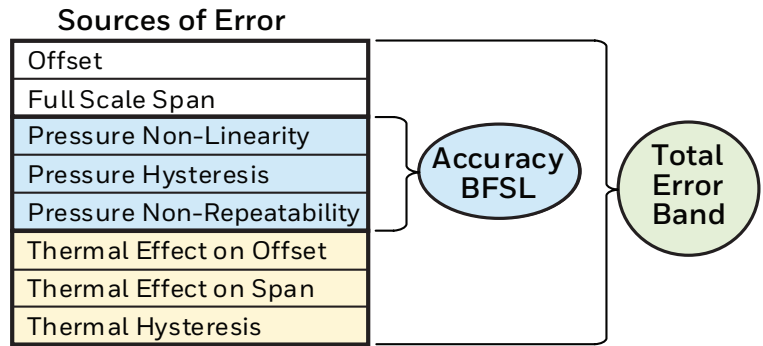 Sources of Error
Offset
Full Scale Span
Pressure Non-Linearity
Pressure Hysteresis
Pressure Non-Repeatability
Thermal Effect on Offset
Thermal Effect on Span
Thermal Hysteresis
Accuracy
BFSL
Total
Error
Band